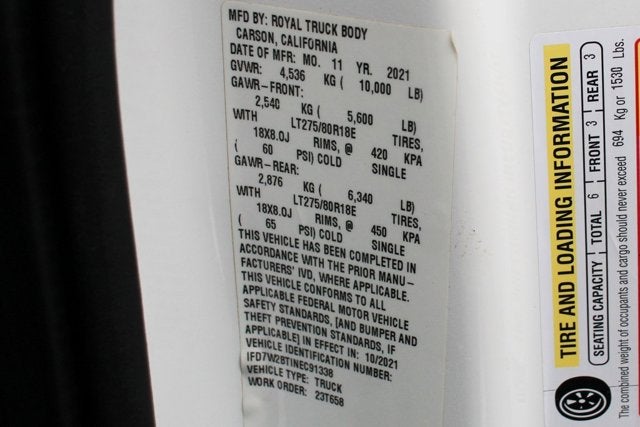 MFD BY: ROYAL TRUCK BODY
CARSON, CALIFORNIA
DATE OF MFR: MO. 11 YR. 2021
GVWR: 4,536 KG ( 10,000 LB)
GAWR-FRONT:
2,540 KG ( 5,600 LB)
WITH LT275/80R18E TIRES,
18X8.0J RIMS, @ 420 KPA
( 60 PSI) COLD SINGLE
GAWR-REAR:
2,876 KG ( 6,340 LB)
WITH LT275/80R18E TIRES,
18X8.0J RIMS, @ 450 KPA
( 65 PSI) COLD SINGLE
THIS VEHICLE HAS BEEN COMPLETED IN
ACCORDANCE WITH THE PRIOR MANU-
FACTURERS' IVD, WHERE APPLICABLE.
THIS VEHICLE CONFORMS TO ALL
APPLICABLE FEDERAL MOTOR VEHICLE
SAFETY STANDARDS, [AND BUMPER AND
THEFT PREVENTION STANDARDS, IF
APPLICABLE] IN EFFECT IN: 10/2021
VEHICLE IDENTIFICATION NUMBER:
1FD7W2BT1NEC91338
VEHICLE TYPE: TRUCK
WORK ORDER: 23T658
TIRE AND LOADING INFORMATION
SEATING CAPACITY TOTAL 6 FRONT 3 REAR 3
The combined weight of occupants and cargo should never exceed 694 Kg or 1530 Lbs.